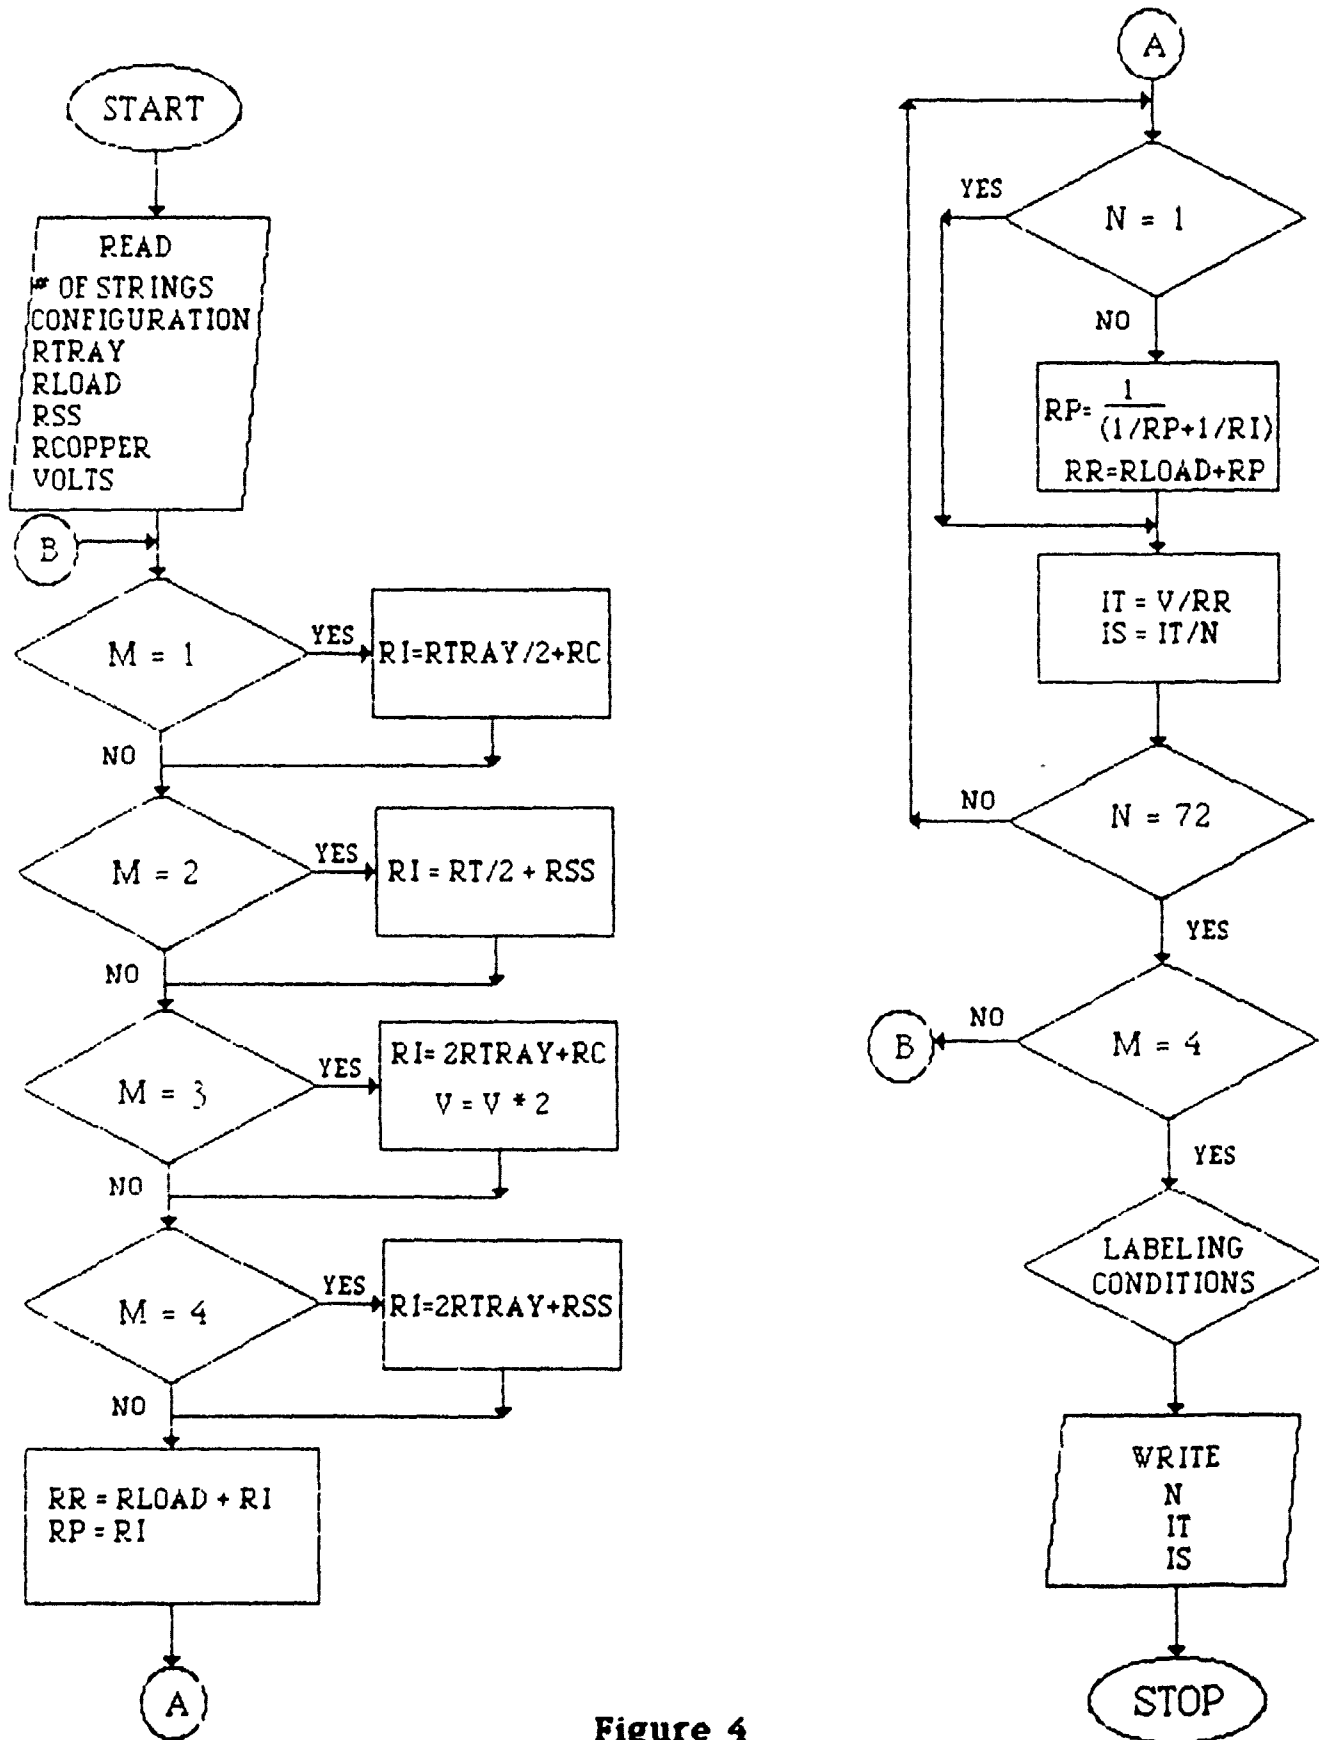 START
READ
# OF STRINGS
CONFIGURATION
RTRAY
RLOAD
RSS
RCOPPER
VOLTS
B
M = 1
YES
RI=RTRAY/2+RC
NO
M = 2
YES
RI = RT/2 + RSS
NO
M = 3
YES
RI= 2RTRAY+RC
V = V * 2
NO
M = 4
YES
RI=2RTRAY+RSS
NO
RR = RLOAD + RI
RP = RI
A
A
N = 1
YES
NO
RP= 1
(1/RP+1/RI)
RR=RLOAD+RP
IT = V/RR
IS = IT/N
N = 72
NO
YES
M = 4
NO
B
YES
LABELING
CONDITIONS
WRITE
N
IT
IS
STOP
Figure 4